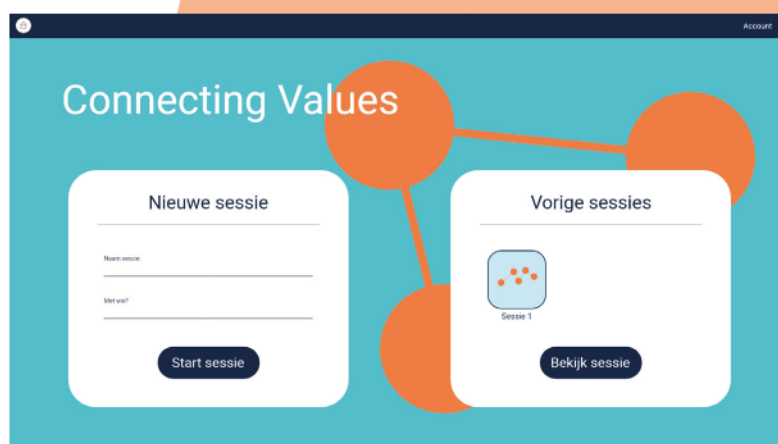 Account
Connecting Values
Nieuwe sessie
Naam sessie:
Met wie?
Start sessie
Vorige sessies
Sessie 1
Bekijk sessie